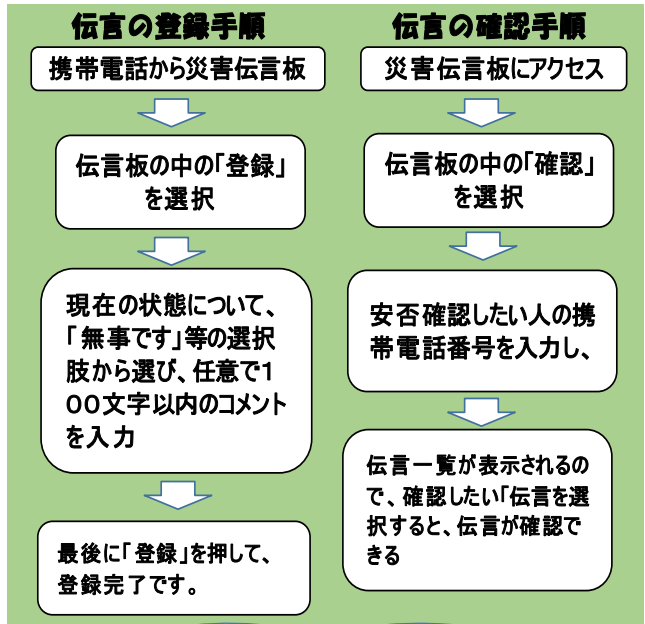 伝言の登録手順
携帯電話から災害伝言板
伝言板の中の「登録」
を選択
現在の状態について、
「無事です」等の選択
肢から選び、任意で１
００文字以内のコメント
を入力
最後に「登録」を押して、
登録完了です。
伝言の確認手順
災害伝言板にアクセス
伝言板の中の「確認」
を選択
安否確認したい人の携
帯電話番号を入力し、
伝言一覧が表示されるの
で、確認したい「伝言を選
択すると、伝言が確認で
きる